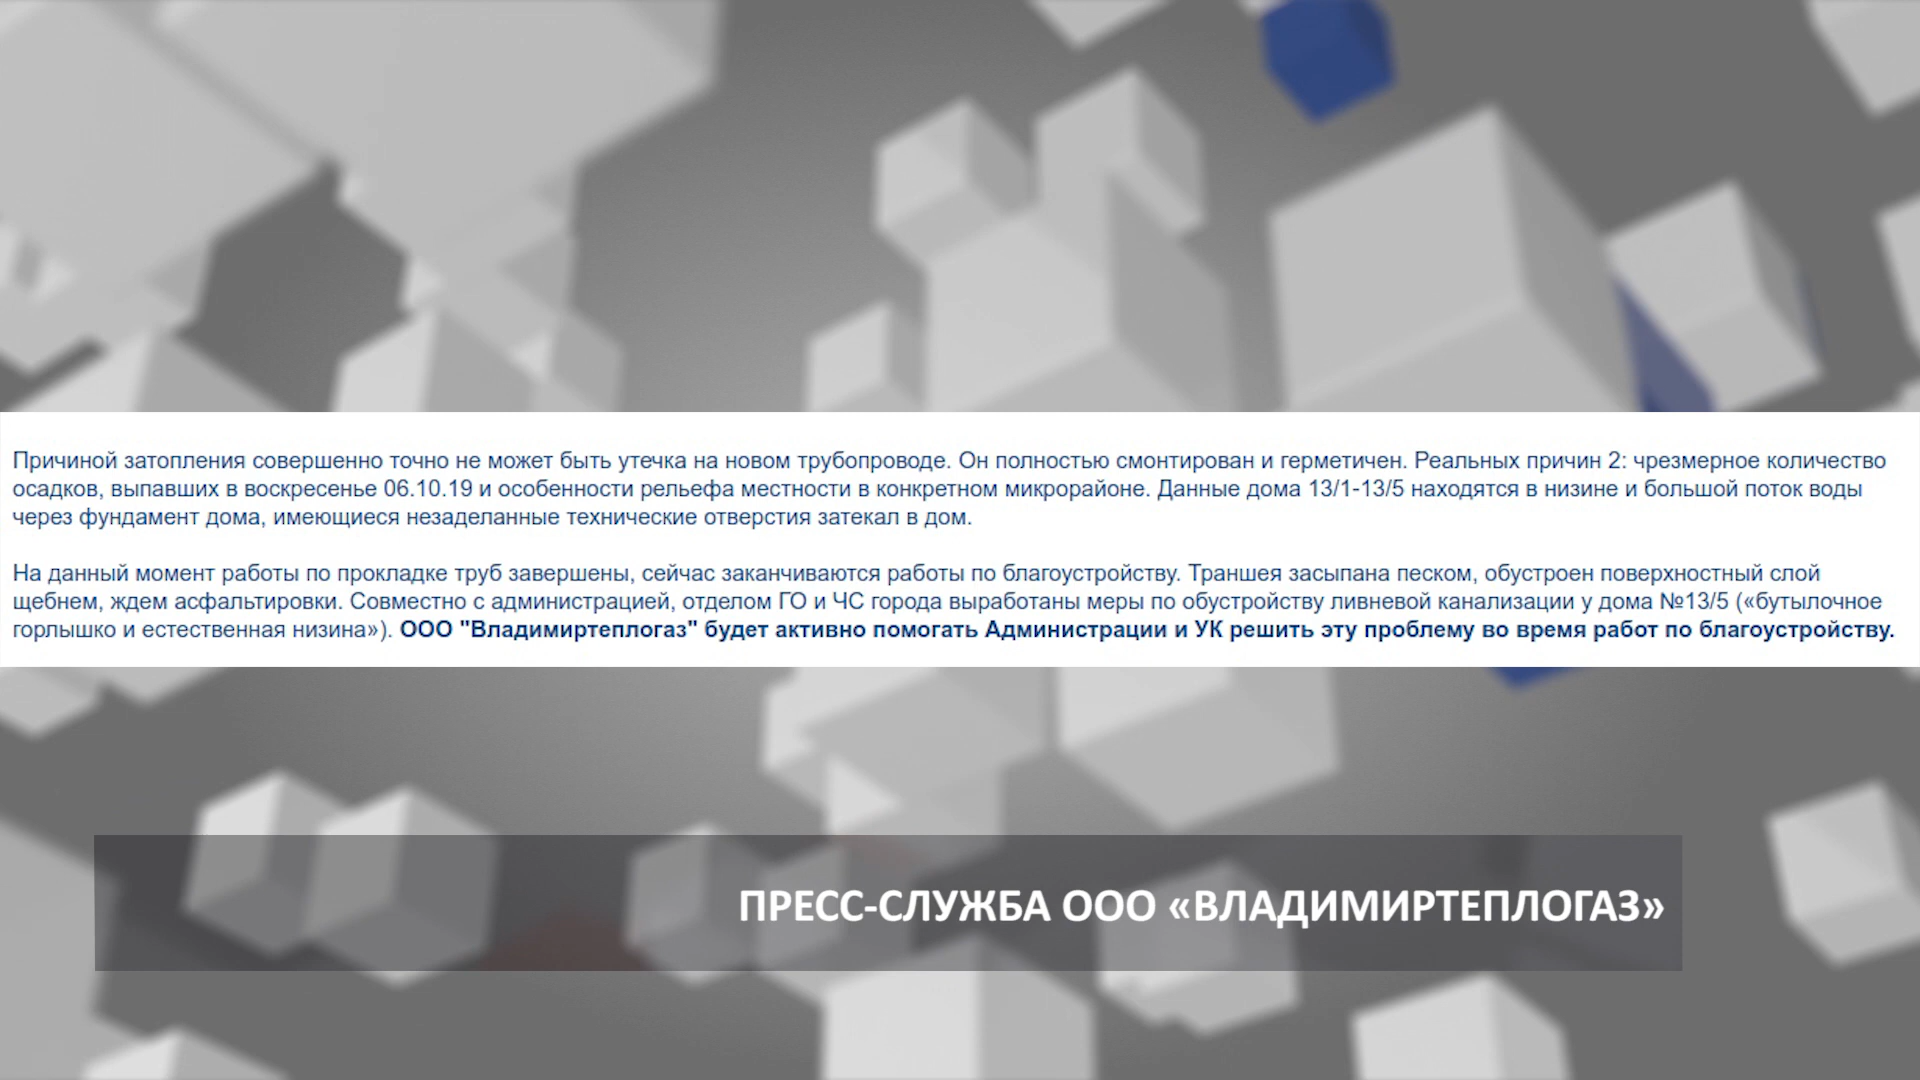 Причиной затопления совершенно точно не может быть утечка на новом трубопроводе. Он полностью смонтирован и герметичен. Реальных причин 2: чрезмерное количество
осадков, выпавших в воскресенье 06.10.19 и особенности рельефа местности в конкретном микрорайоне. Данные дома 13/1-13/5 находятся в низине и большой поток воды
через фундамент дома, имеющиеся незаделанные технические отверстия затекал в дом.
На данный момент работы по прокладке труб завершены, сейчас заканчиваются работы по благоустройству. Траншея засыпана песком, обустроен поверхностный слой
щебнем, ждем асфальтировки. Совместно с администрацией, отделом ГО и ЧС города выработаны меры по обустройству ливневой канализации у дома №13/5 («бутылочное
горлышко и естественная низина»). ООО "Владимиртеплогаз" будет активно помогать Администрации и УК решить эту проблему во время работ по благоустройству.
ПРЕСС-СЛУЖБА ООО «ВЛАДИМИРТЕПЛОГАЗ»